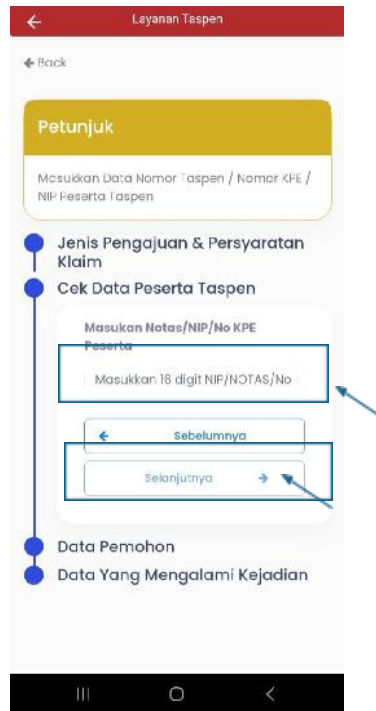 Layanan Taspen
Back
Petunjuk
Masukkan Data Nomor Taspen / Nomor KPE /
NIP Peserta Taspen
Jenis Pengajuan & Persyaratan
Klaim
Cek Data Peserta Taspen
Masukan Notas/NIP/No KPE
Peserta
Masukkan 16 digit NIP/NOTAS/No
Sebelumnya
Selanjutnya
Data Pemohon
Data Yang Mengalami Kejadian